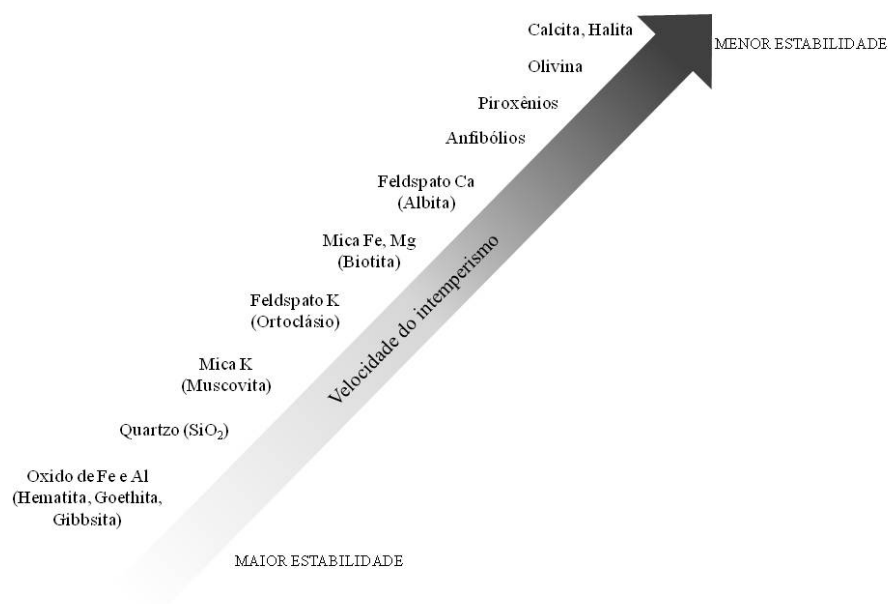 Calcita, Halita
MENOR ESTABILIDADE
Olivina
Piroxênios
Anfibólios
Feldspato Ca
(Albita)
Mica Fe, Mg
(Biotita)
Velocidade do intemperismo
Feldspato K
(Ortoclásio)
Mica K
(Muscovita)
Quartzo (SiO₂)
Oxido de Fe e Al
(Hematita, Goethita,
Gibbsita)
MAIOR ESTABILIDADE